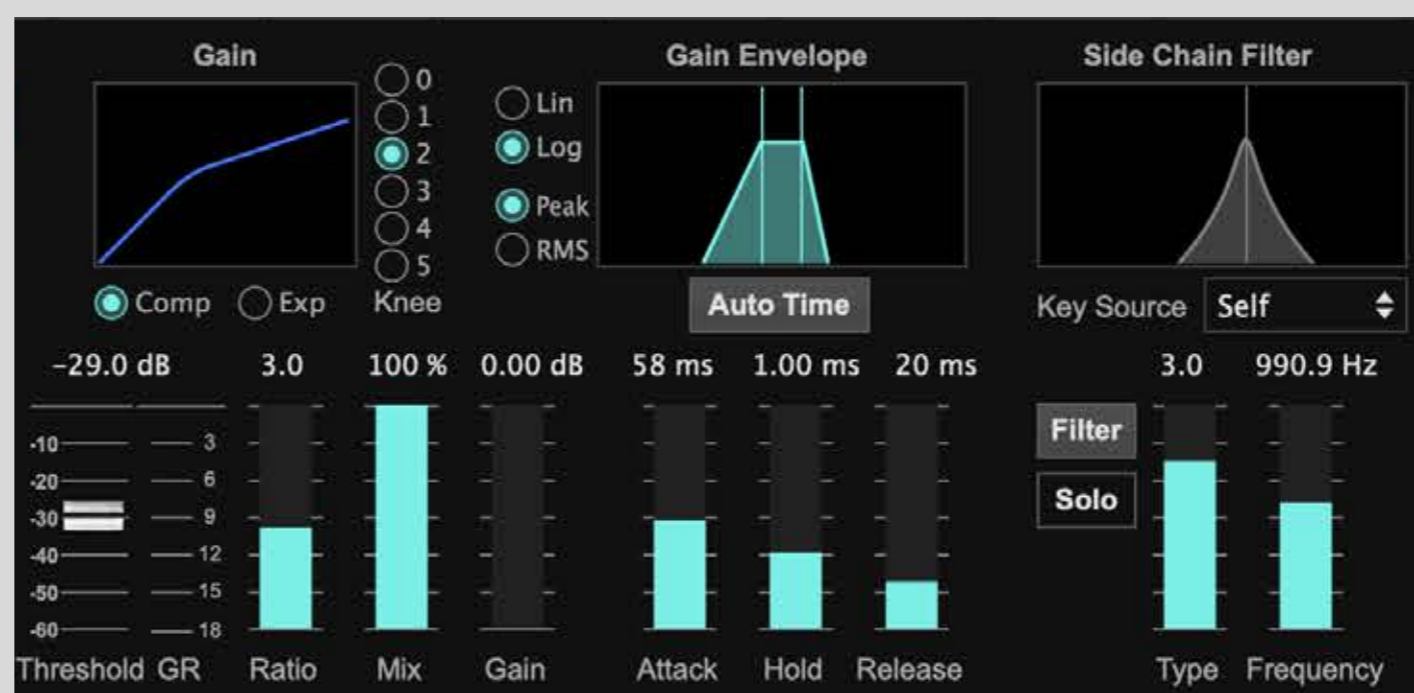 Gain
0
1
2
3
4
5
Knee
Comp Exp
Gain Envelope
Lin
Log
Peak
RMS
Auto Time
Side Chain Filter
Key Source Self
-29.0 dB 3.0 100 % 0.00 dB 58 ms 1.00 ms 20 ms 3.0 990.9 Hz
-10 3
-20 6
-30 9
-40 12
-50 15
-60 18
Filter
Solo
Threshold GR Ratio Mix Gain Attack Hold Release Type Frequency